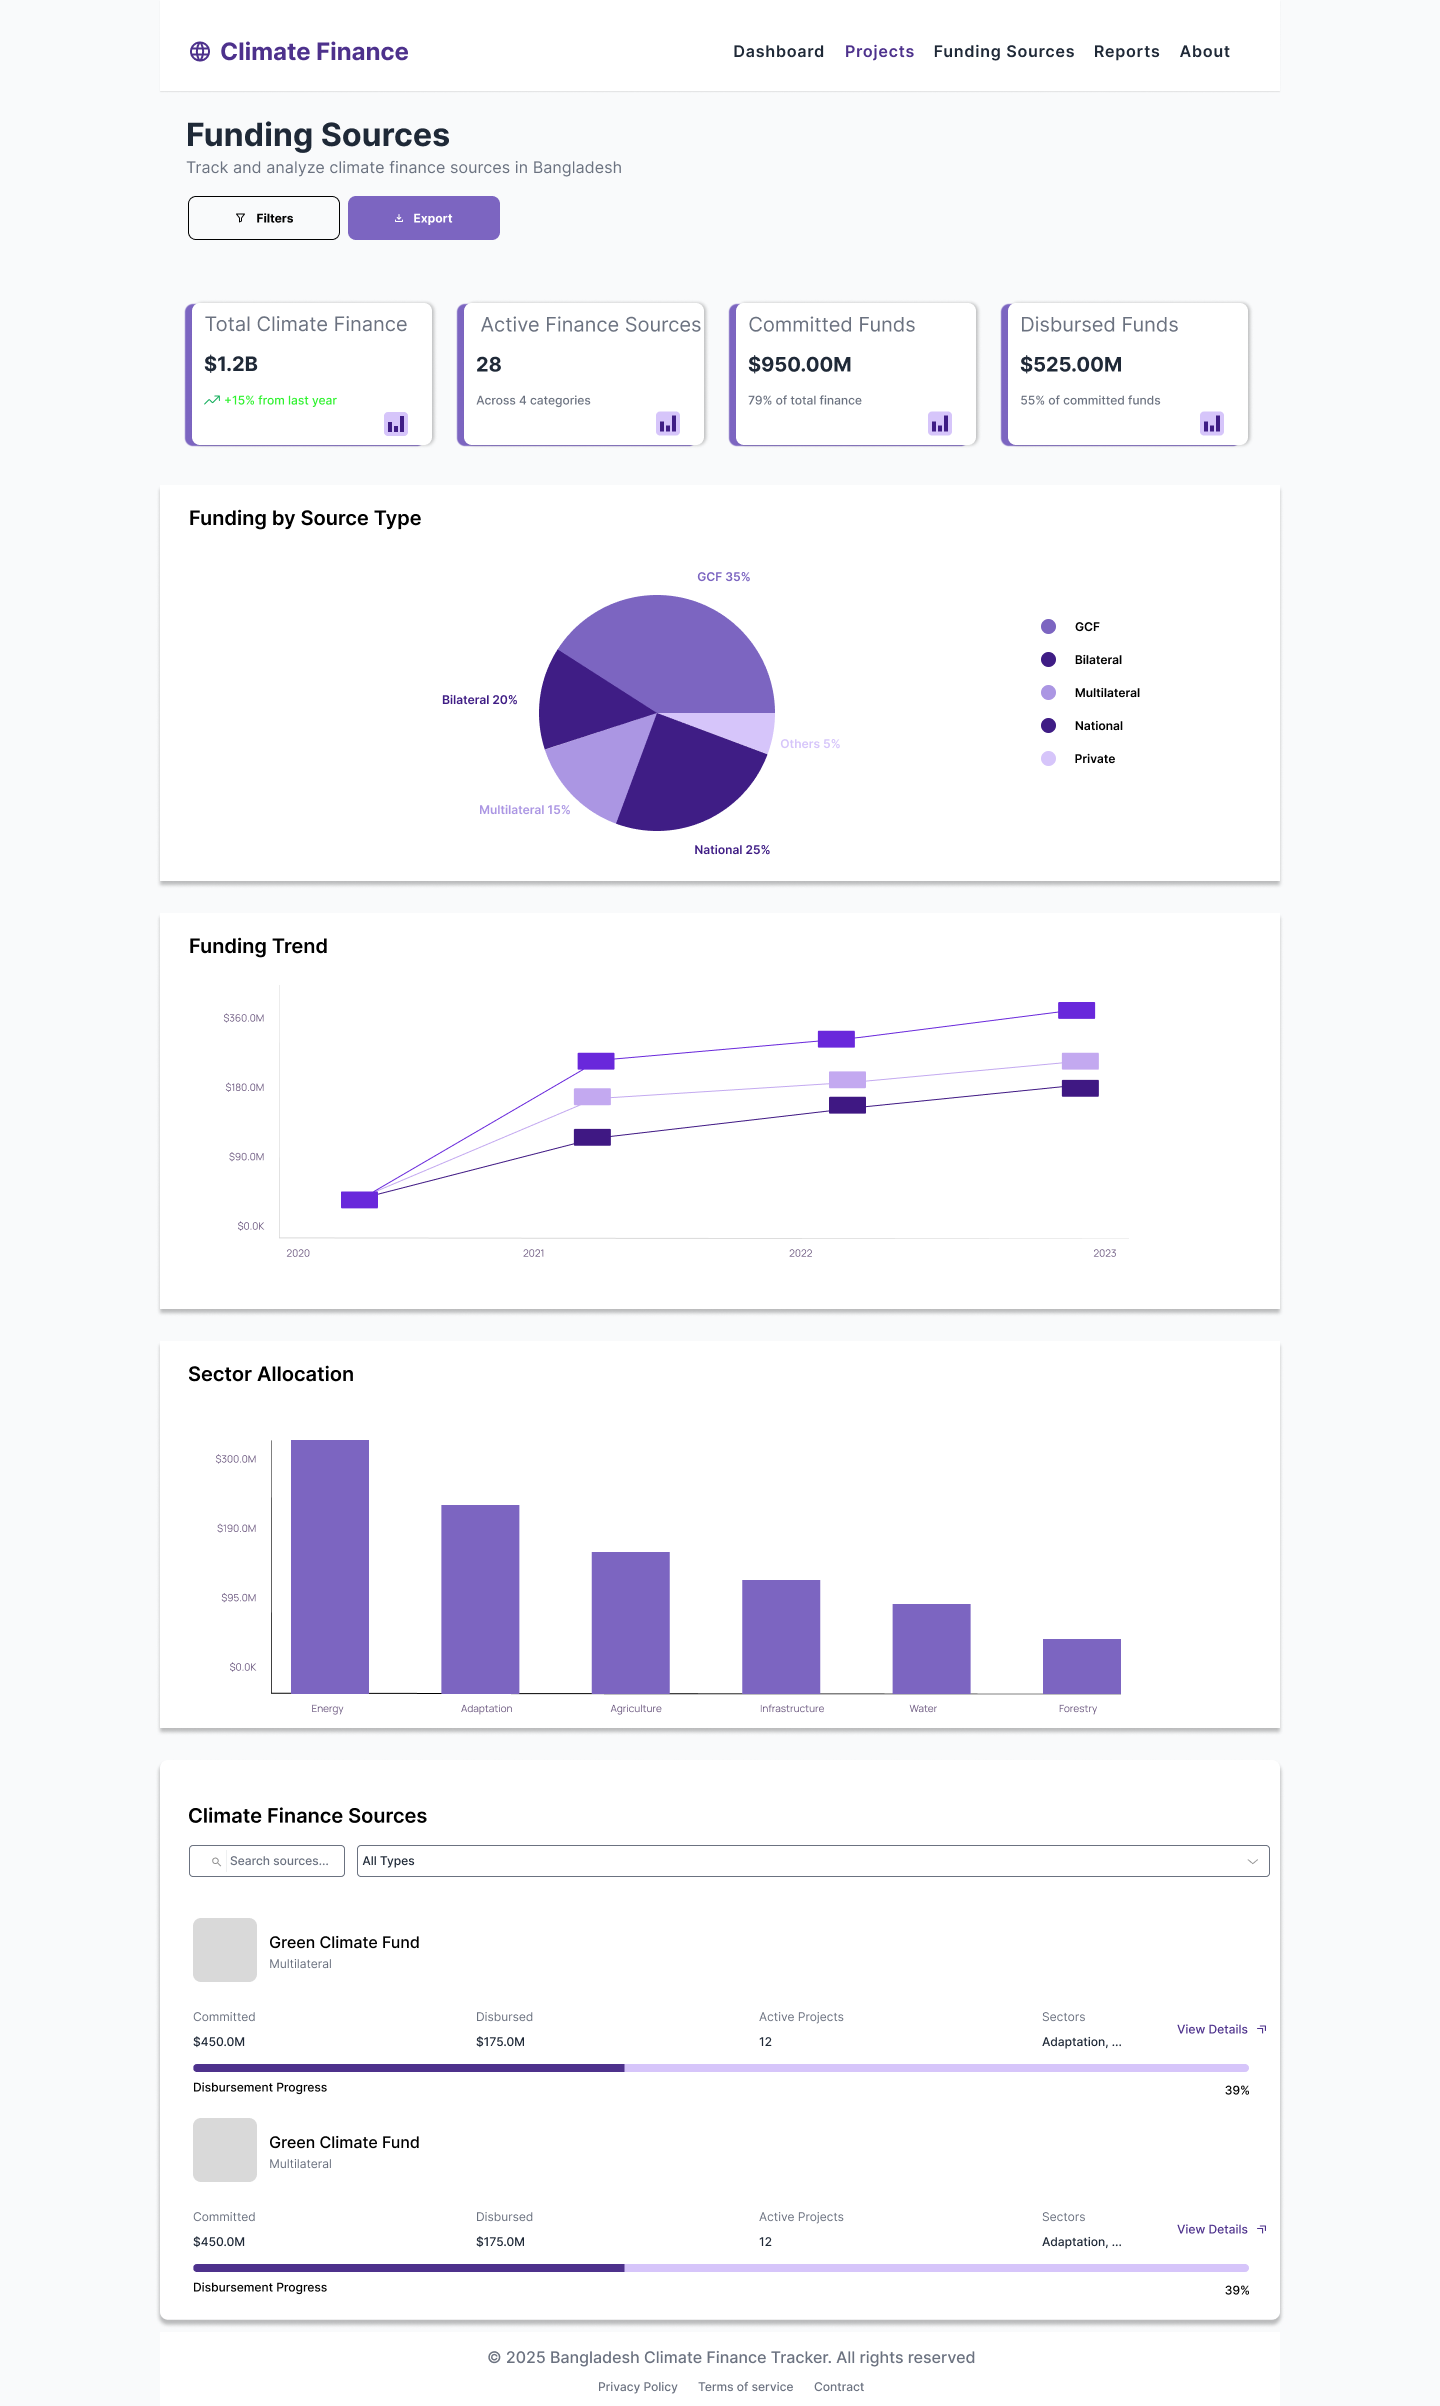 Climate Finance
Dashboard Projects Funding Sources Reports About
Funding Sources
Track and analyze climate finance sources in Bangladesh
Filters Export
Total Climate Finance
$1.2B
+15% from last year
Active Finance Sources
28
Across 4 categories
Committed Funds
$950.00M
79% of total finance
Disbursed Funds
$525.00M
55% of committed funds
Funding by Source Type
GCF 35%
Bilateral 20%
Others 5%
Multilateral 15%
National 25%
GCF
Bilateral
Multilateral
National
Private
Funding Trend
$360.0M
$180.0M
$90.0M
$0.0K
2020 2021 2022 2023
Sector Allocation
$300.0M
$190.0M
$95.0M
$0.0K
Energy Adaptation Agriculture Infrastructure Water Forestry
Climate Finance Sources
Search sources... All Types
Green Climate Fund
Multilateral
Committed Disbursed Active Projects Sectors
View Details
$450.0M $175.0M 12 Adaptation, ...
Disbursement Progress 39%
Green Climate Fund
Multilateral
Committed Disbursed Active Projects Sectors
View Details
$450.0M $175.0M 12 Adaptation, ...
Disbursement Progress 39%
© 2025 Bangladesh Climate Finance Tracker. All rights reserved
Privacy Policy Terms of service Contract